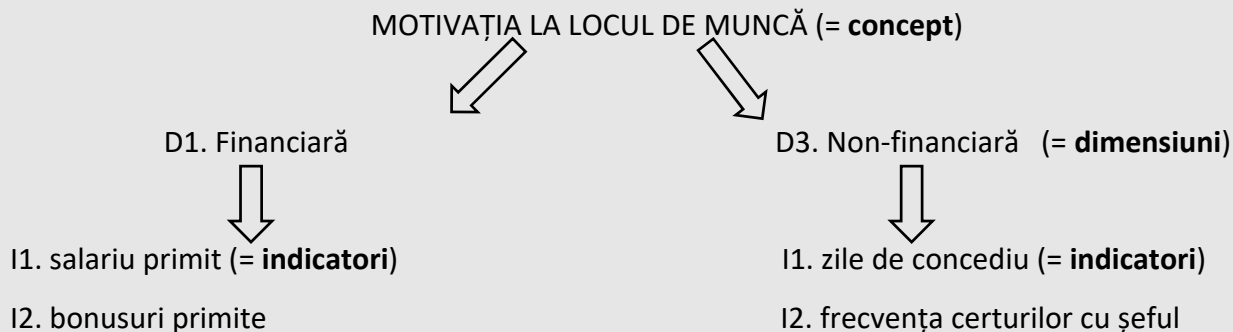 MOTIVAȚIA LA LOCUL DE MUNCĂ (= concept)
D1. Financiară
D3. Non-financiară (= dimensiuni)
I1. salariu primit (= indicatori)
I1. zile de concediu (= indicatori)
I2. bonusuri primite
I2. frecvența certurilor cu șeful